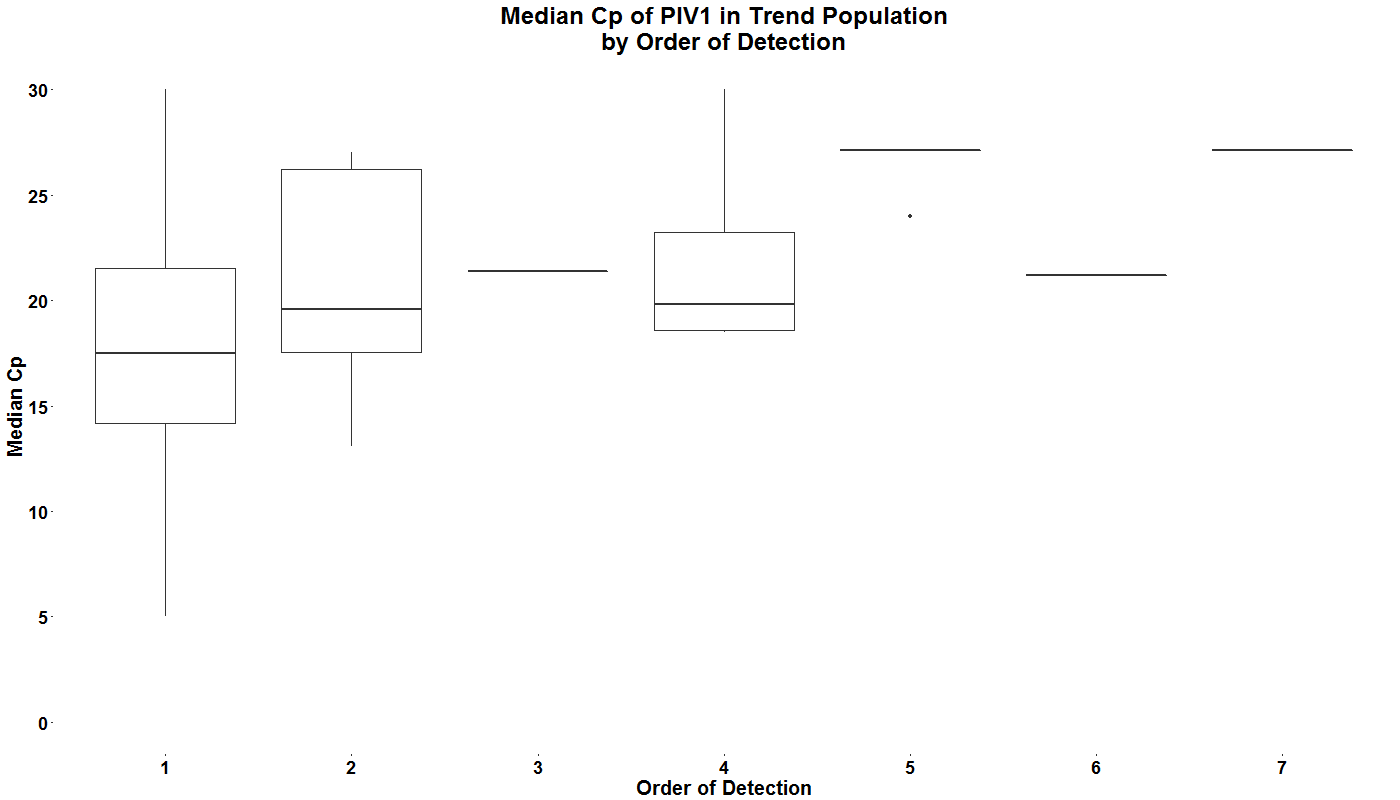 Median Cp of PIV1 in Trend Population
by Order of Detection
30
25
20
15
10
5
0
Median Cp
1 2 3 4 5 6 7
Order of Detection